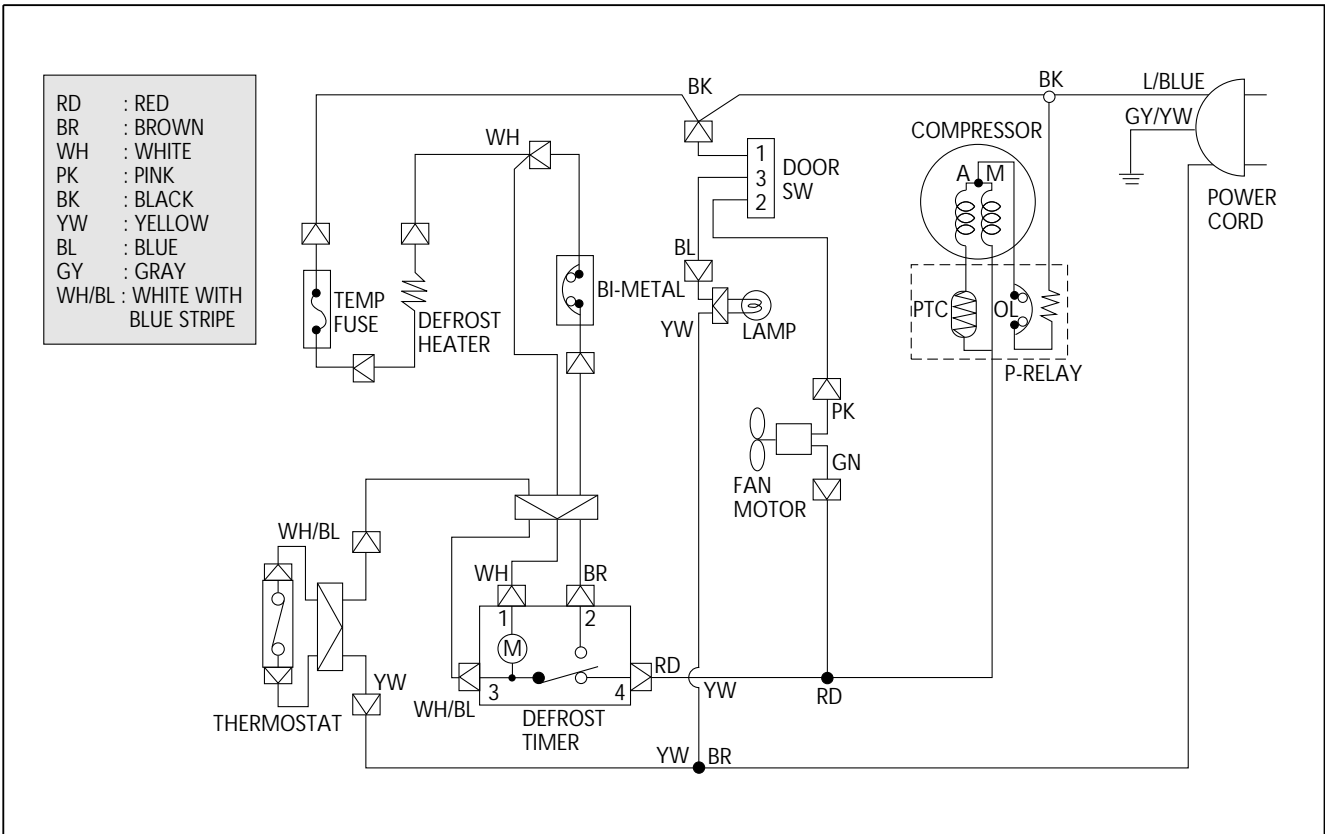 RD : RED
BR : BROWN
WH : WHITE
PK : PINK
BK : BLACK
YW : YELLOW
BL : BLUE
GY : GRAY
WH/BL : WHITE WITH
BLUE STRIPE
BK
BK
L/BLUE
GY/YW
POWER
CORD
COMPRESSOR
A M
WH
1
3
2
DOOR
SW
BL
BI-METAL
TEMP
FUSE
DEFROST
HEATER
YW
LAMP
PTC
OL
P-RELAY
PK
GN
FAN
MOTOR
WH/BL
WH
BR
1
2
M
3
4
RD
YW
RD
YW
WH/BL
THERMOSTAT
DEFROST
TIMER
YW
BR